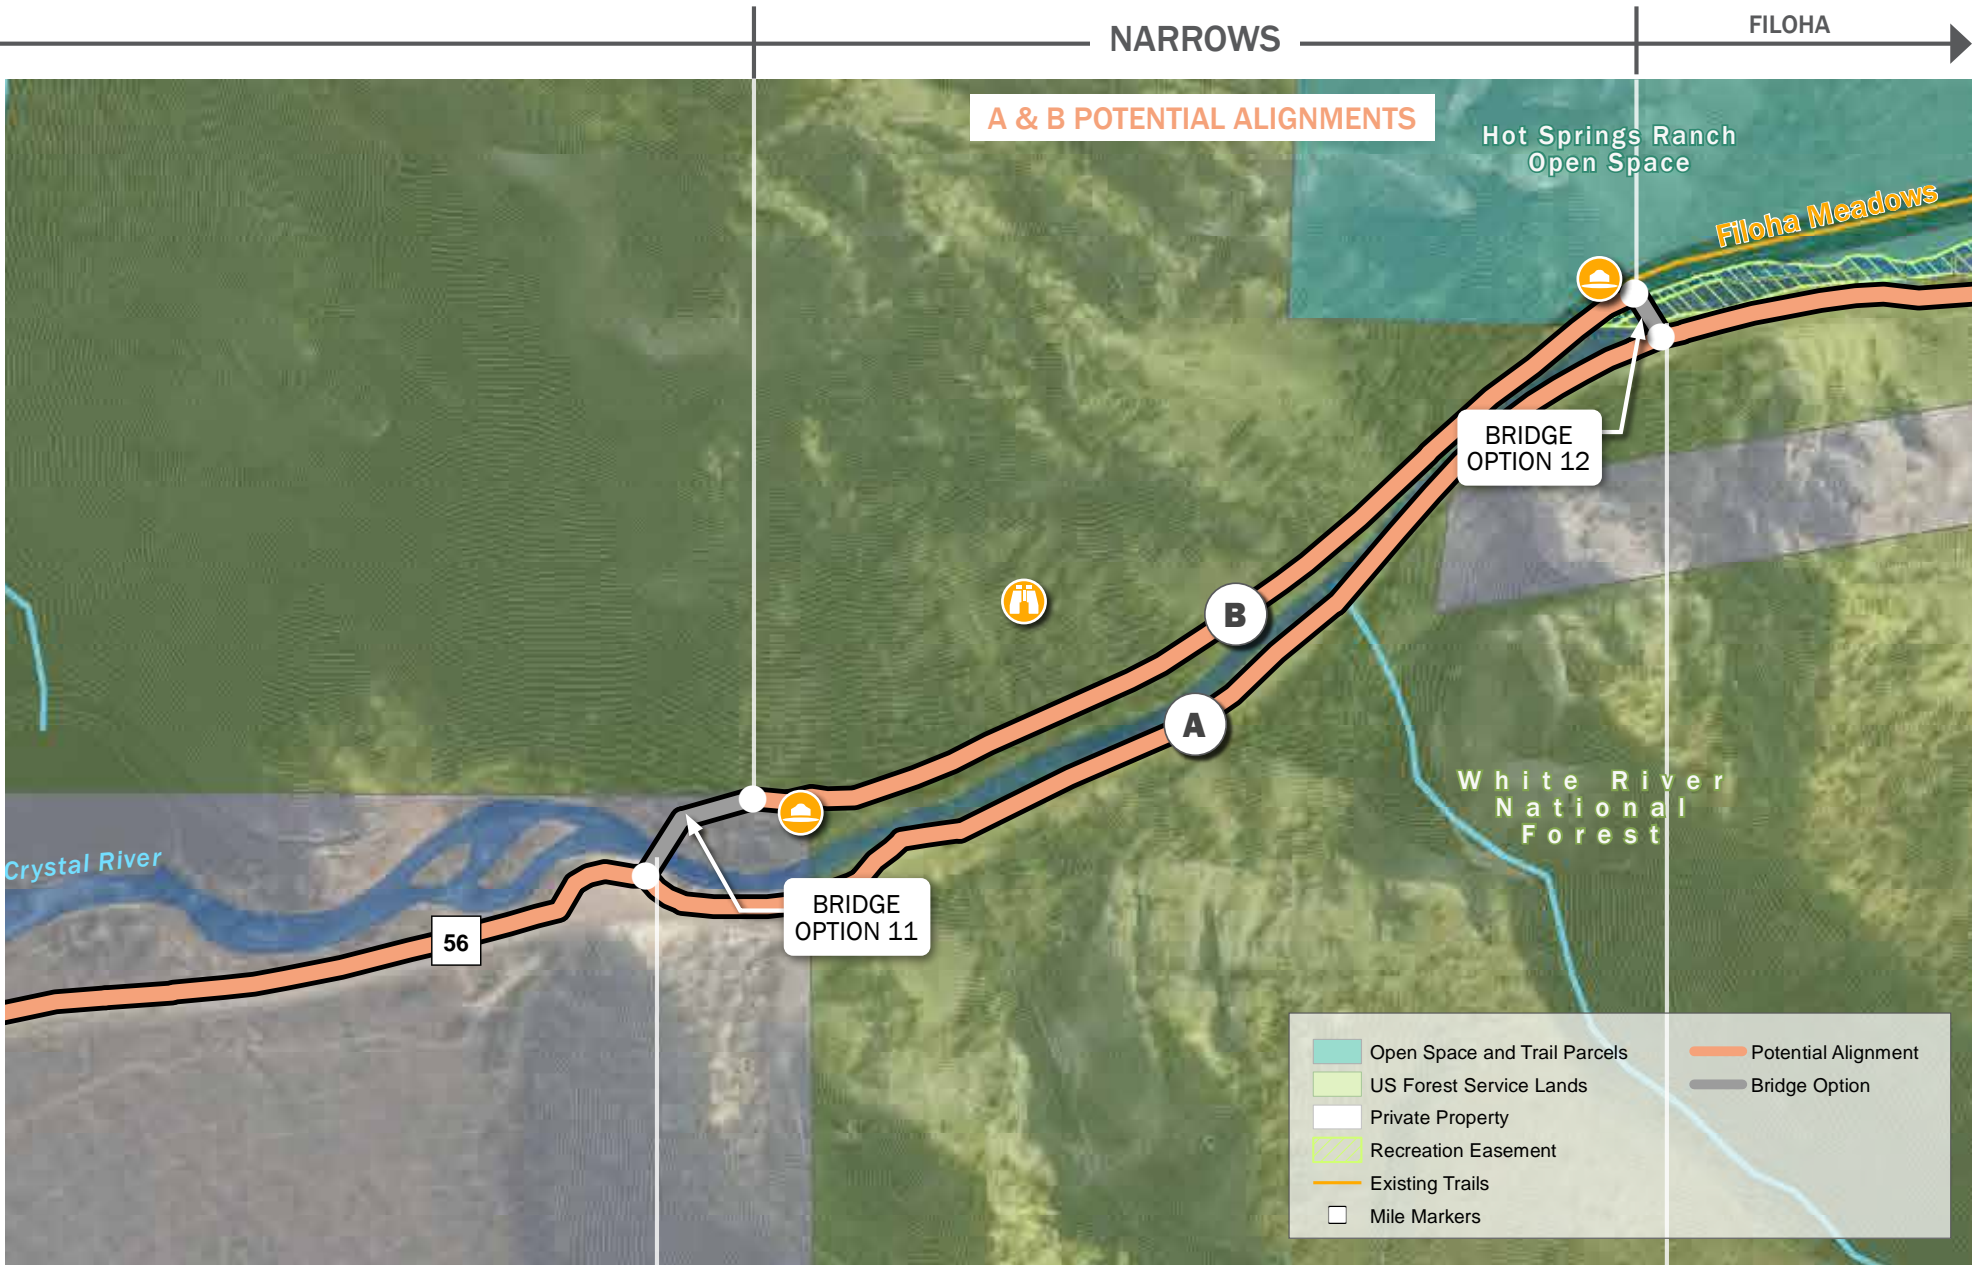 NARROWS
FILOHA
A & B POTENTIAL ALIGNMENTS
Hot Springs Ranch
Open Space
Filoha Meadows
BRIDGE
OPTION 12
B
A
White River
National
Forest
Crystal River
BRIDGE
OPTION 11
56
Open Space and Trail Parcels
US Forest Service Lands
Private Property
Recreation Easement
Existing Trails
Mile Markers
Potential Alignment
Bridge Option